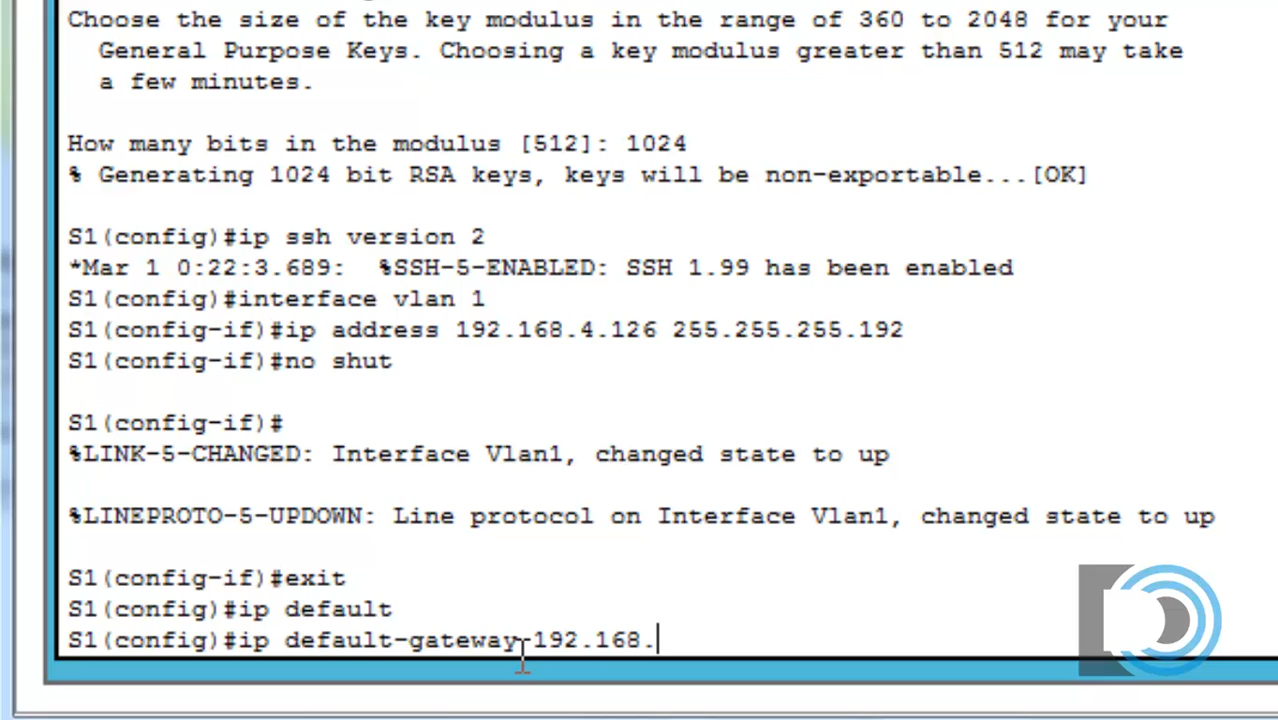 Choose the size of the key modulus in the range of 360 to 2048 for your
General Purpose Keys. Choosing a key modulus greater than 512 may take
a few minutes.
How many bits in the modulus [512]: 1024
% Generating 1024 bit RSA keys, keys will be non-exportable...[OK]
S1(config)#ip ssh version 2
*Mar 1 0:22:3.689:  %SSH-5-ENABLED: SSH 1.99 has been enabled
S1(config)#interface vlan 1
S1(config-if)#ip address 192.168.4.126 255.255.255.192
S1(config-if)#no shut
S1(config-if)#
%LINK-5-CHANGED: Interface Vlan1, changed state to up
%LINEPROTO-5-UPDOWN: Line protocol on Interface Vlan1, changed state to up
S1(config-if)#exit
S1(config)#ip default
S1(config)#ip default-gateway 192.168.